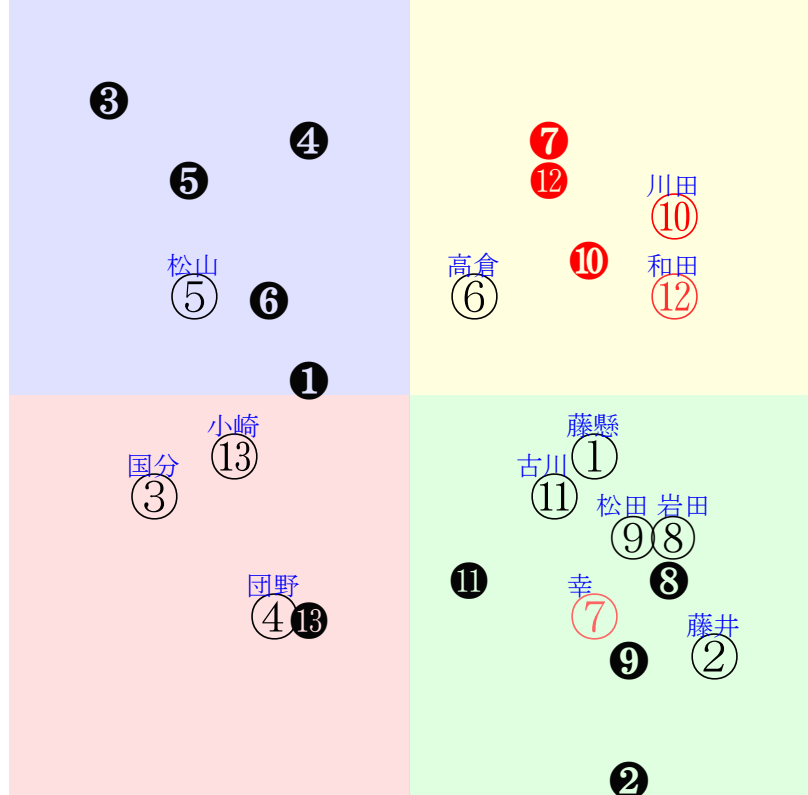 ❸
❹
❼
❺
⑫
川田
⑩
松山
⑤
❻
高倉
⑥
❿
和田
⑫
❶
小崎
⑬
国分
③
藤懸
①
古川
⑪
松田 岩田
⑨⑧
団野
④⓭
⓫
幸
⑦
❽
藤井
②
❾
❷